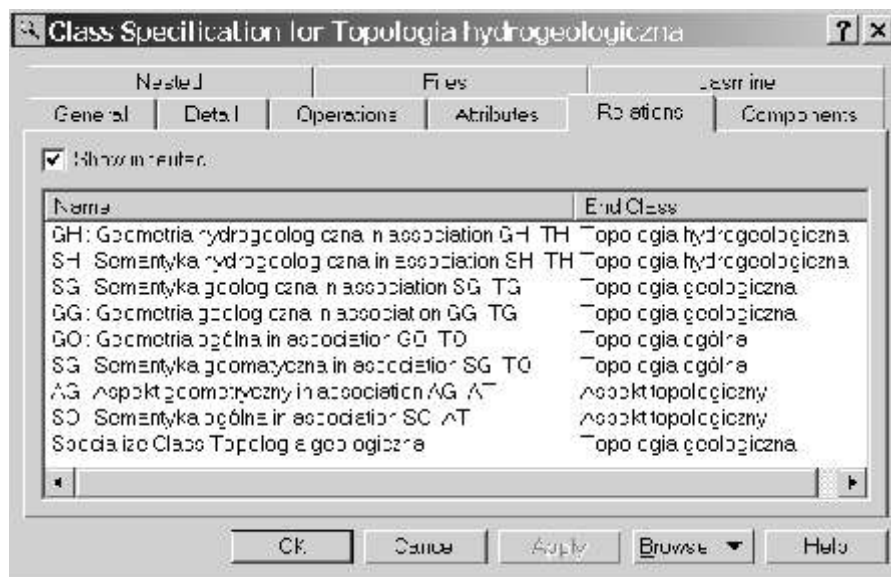 Class Specification for Topologia hydrogeologiczna
Nested Files Jasmine
General Detail Operations Attributes Relations Components
Show inherited
Name End Class
GH: Geometria hydrogeologiczna in association GH_TH Topologia hydrogeologiczna
SH: Semantyka hydrogeologiczna in association SH_TH Topologia hydrogeologiczna
SG: Semantyka geologiczna in association SG_TG Topologia geologiczna
GG: Geometria geologiczna in association GG_TG Topologia geologiczna
GO: Geometria ogólna in association GO_TO Topologia ogólna
SG: Semantyka geomatyczna in association SG_TO Topologia ogólna
AG: Aspekt geometryczny in association AG_AT Aspekt topologiczny
SO: Semantyka ogólna in association SO_AT Aspekt topologiczny
Specialize Class Topologia geologiczna Topologia geologiczna
OK Cancel Apply Browse Help